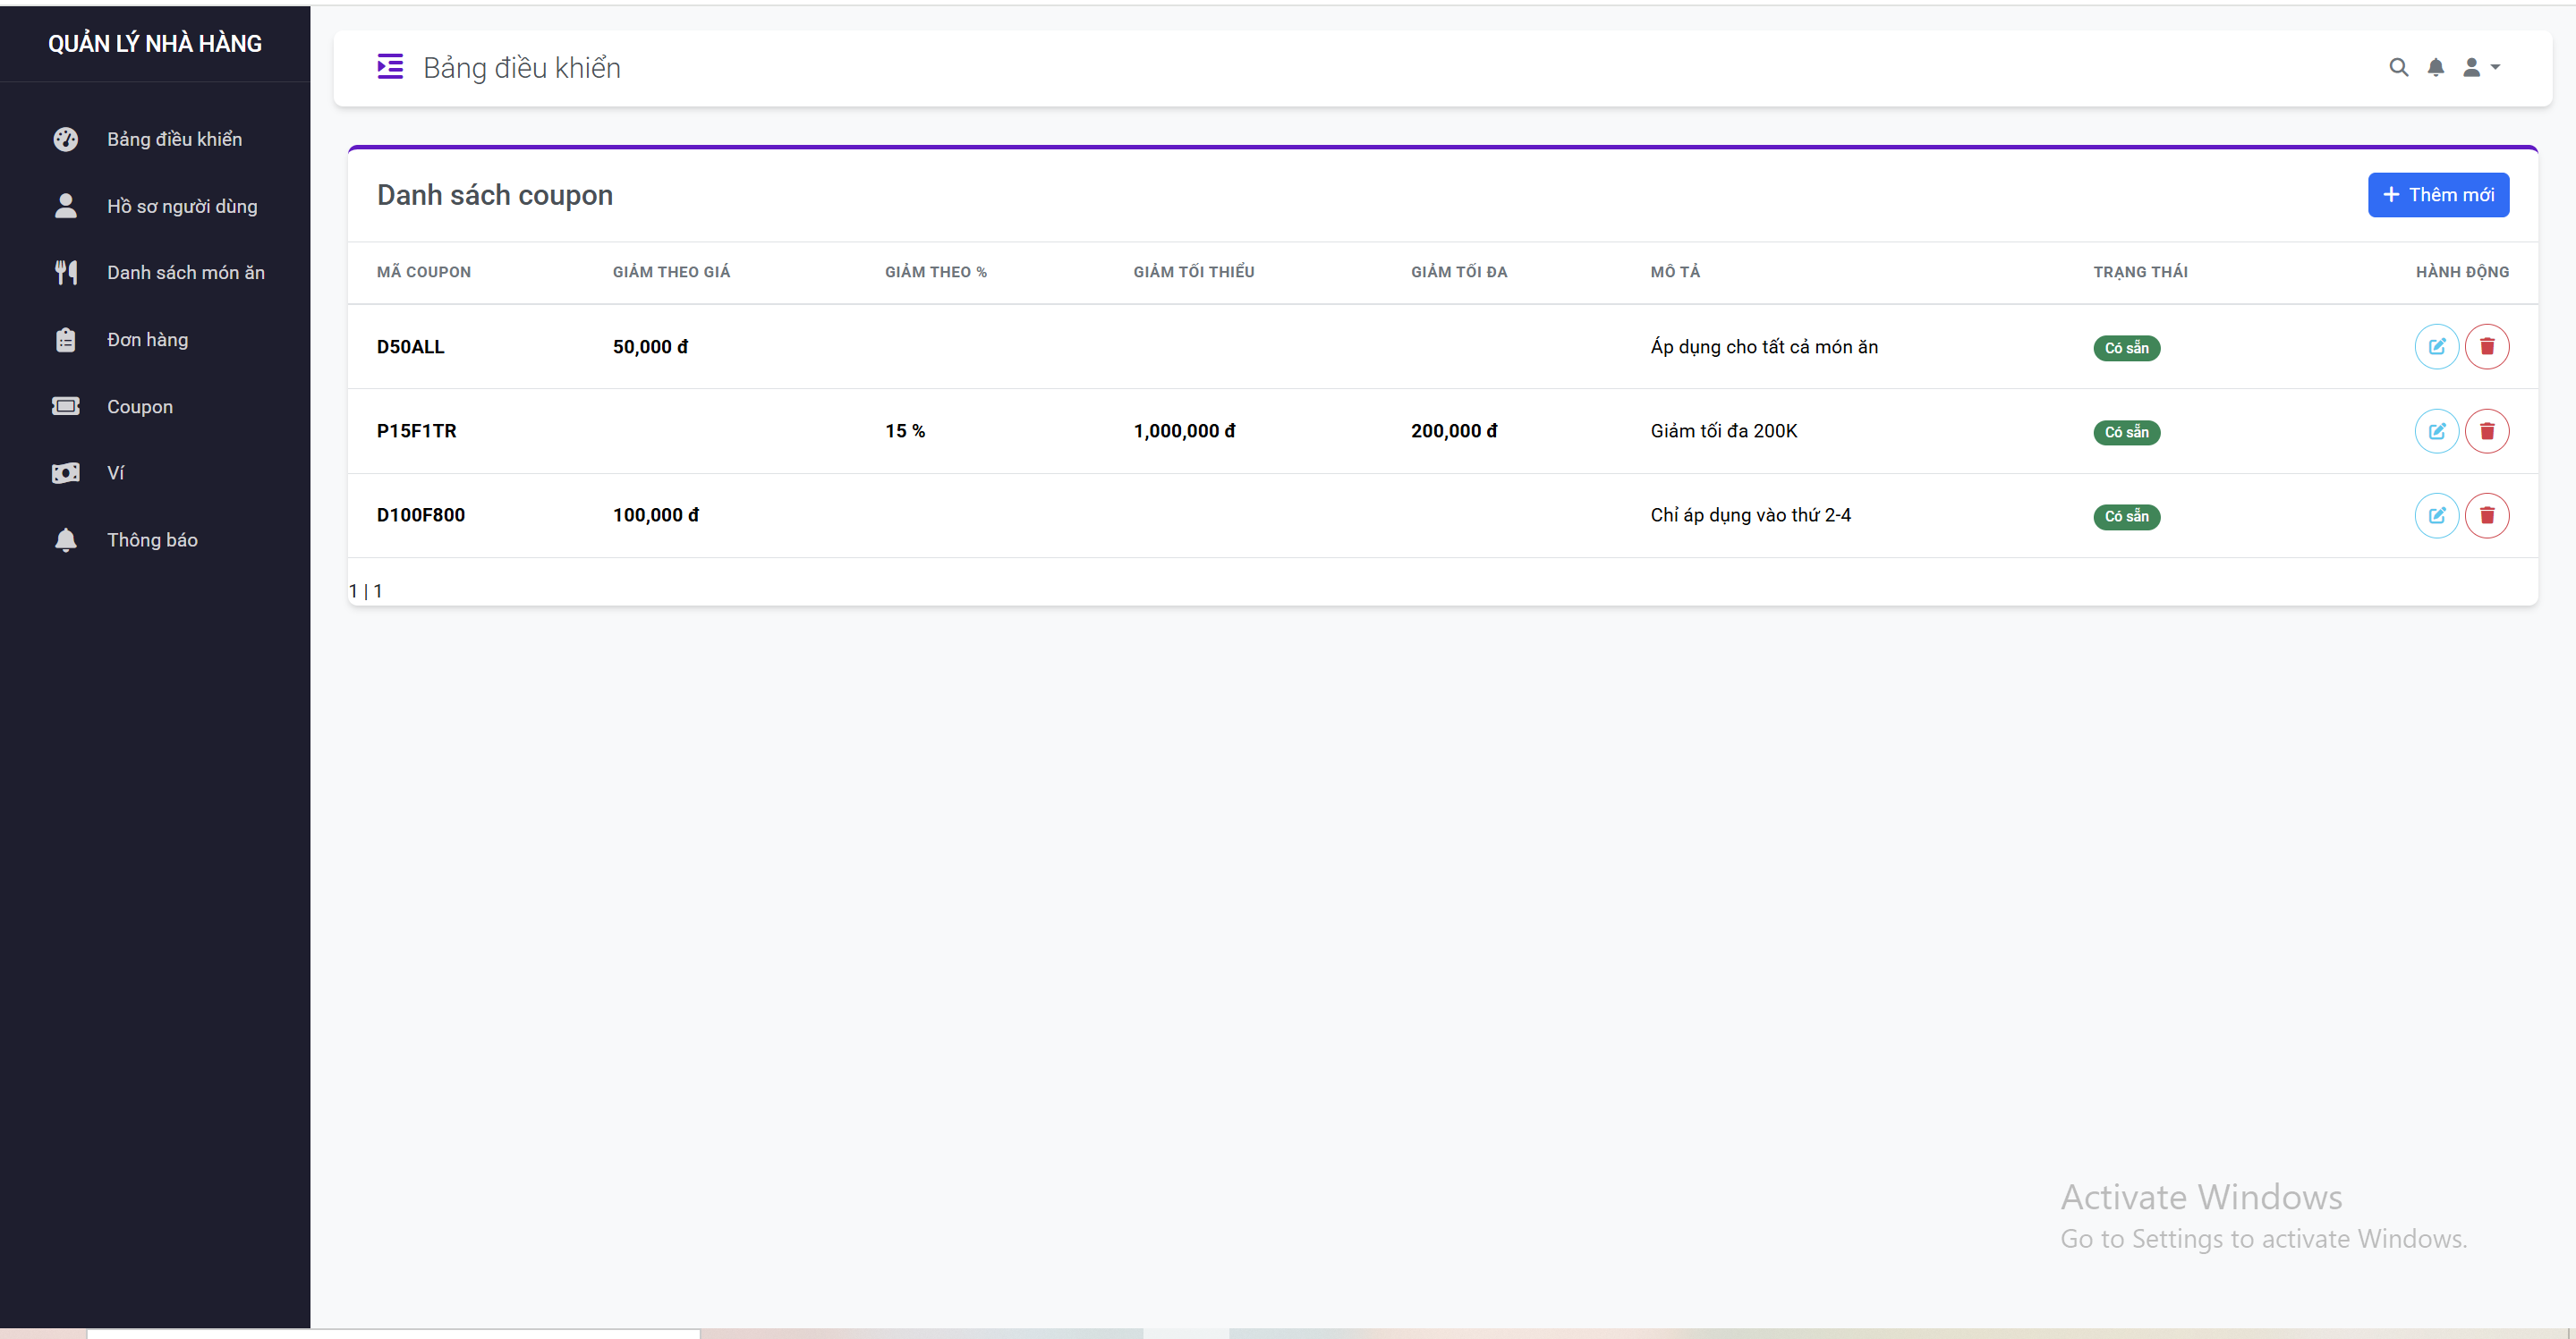 QUẢN LÝ NHÀ HÀNG
Bảng điều khiển
Hồ sơ người dùng
Danh sách món ăn
Đơn hàng
Coupon
Ví
Thông báo
Bảng điều khiển
Danh sách coupon
Thêm mới
MÃ COUPON GIẢM THEO GIÁ GIẢM THEO % GIẢM TỐI THIỂU GIẢM TỐI ĐA MÔ TẢ TRẠNG THÁI HÀNH ĐỘNG
D50ALL 50,000 đ Áp dụng cho tất cả món ăn Có sẵn
P15F1TR 15 % 1,000,000 đ 200,000 đ Giảm tối đa 200K Có sẵn
D100F800 100,000 đ Chỉ áp dụng vào thứ 2-4 Có sẵn
1 | 1
Activate Windows
Go to Settings to activate Windows.